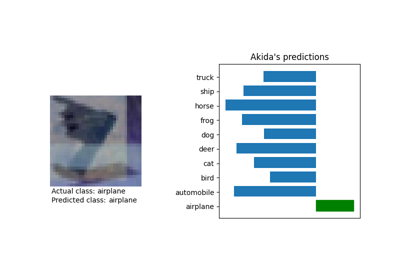 Akida's predictions
truck
ship
horse
frog
dog
deer
cat
bird
automobile
airplane
Actual class: airplane
Predicted class: airplane